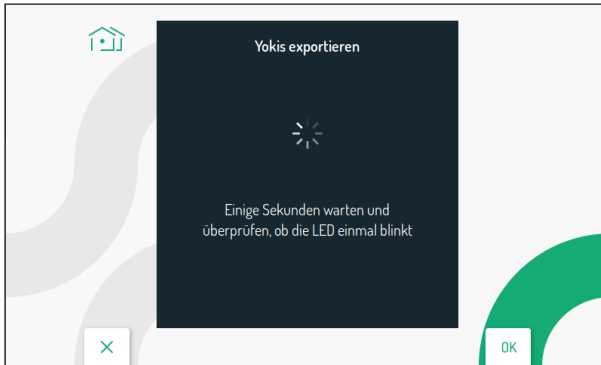 Yokis exportieren
Einige Sekunden warten und
überprüfen, ob die LED einmal blinkt
OK